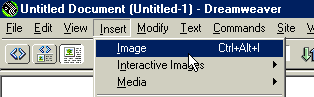 Untitled Document (Untitled-1) - Dreamweaver
File Edit View Insert Modify Text Commands Site
Image Ctrl+Alt+I
Interactive Images
Media